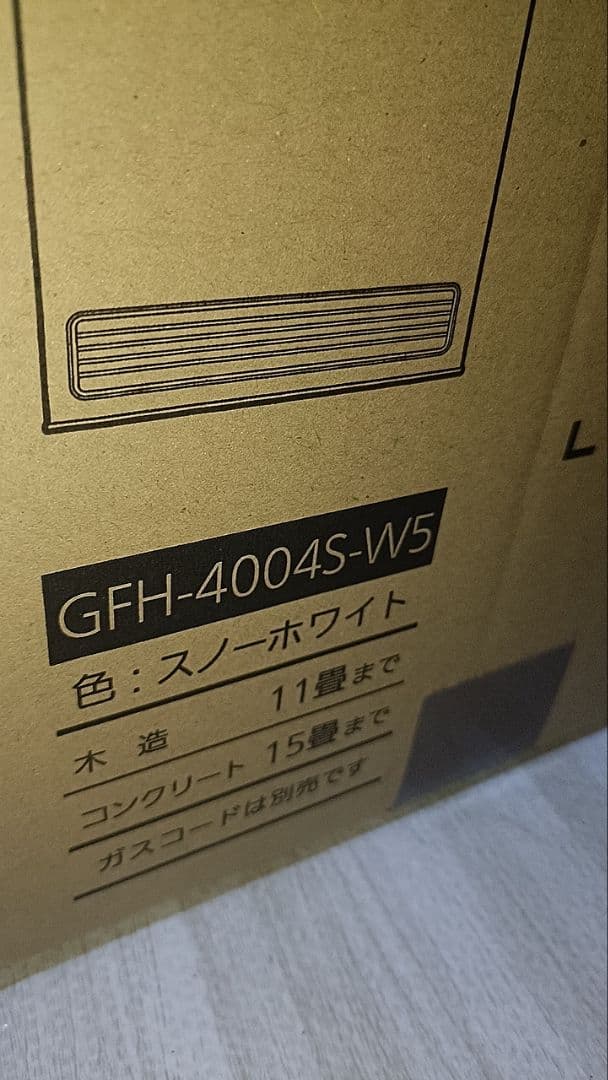 GFH-4004S-W5
色：スノーホワイト
木造 11畳まで
コンクリート 15畳まで
ガスコードは別売です